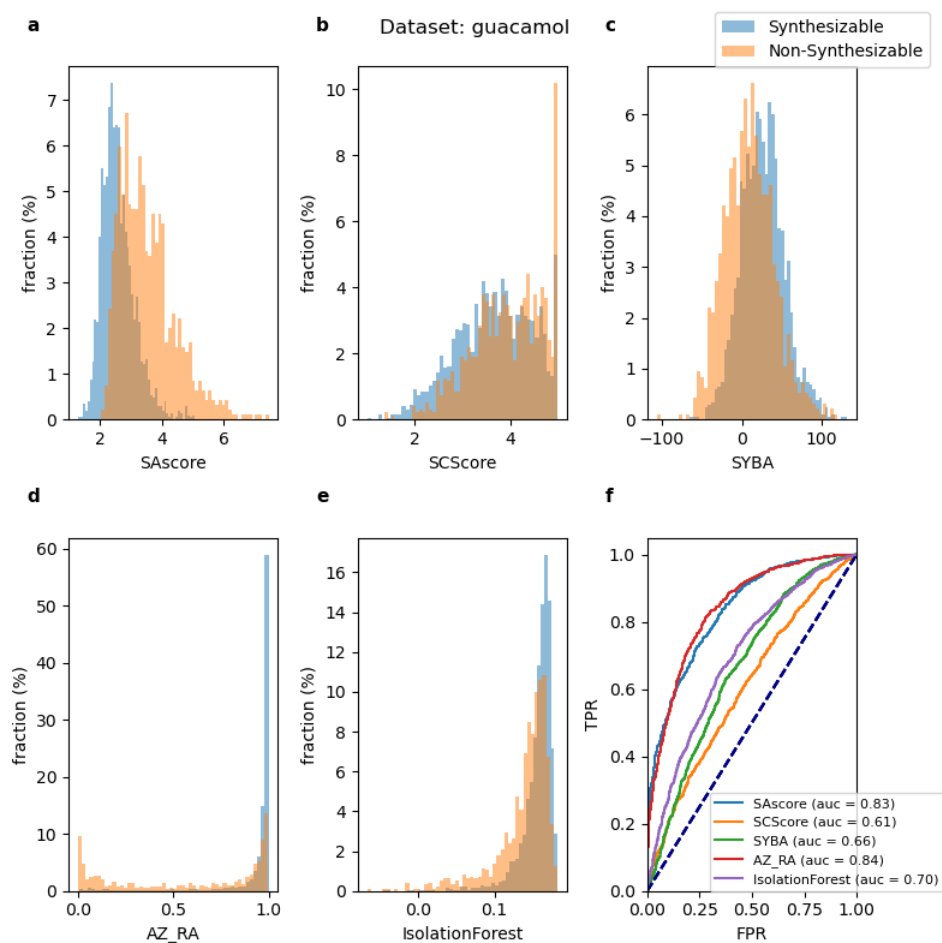 a
b
Dataset: guacamol
c
Synthesizable
Non-Synthesizable
fraction (%)
0
1
2
3
4
5
6
7
2
4
6
SAscore
fraction (%)
0
2
4
6
8
10
2
4
SCScore
fraction (%)
0
1
2
3
4
5
6
−100
0
100
SYBA
d
e
f
fraction (%)
0
10
20
30
40
50
60
0.0
0.5
1.0
AZ_RA
fraction (%)
0
2
4
6
8
10
12
14
16
0.0
0.1
IsolationForest
TPR
0.0
0.2
0.4
0.6
0.8
1.0
SAscore (auc = 0.83)
SCScore (auc = 0.61)
SYBA (auc = 0.66)
AZ_RA (auc = 0.84)
IsolationForest (auc = 0.70)
0.00
0.25
0.50
0.75
1.00
FPR